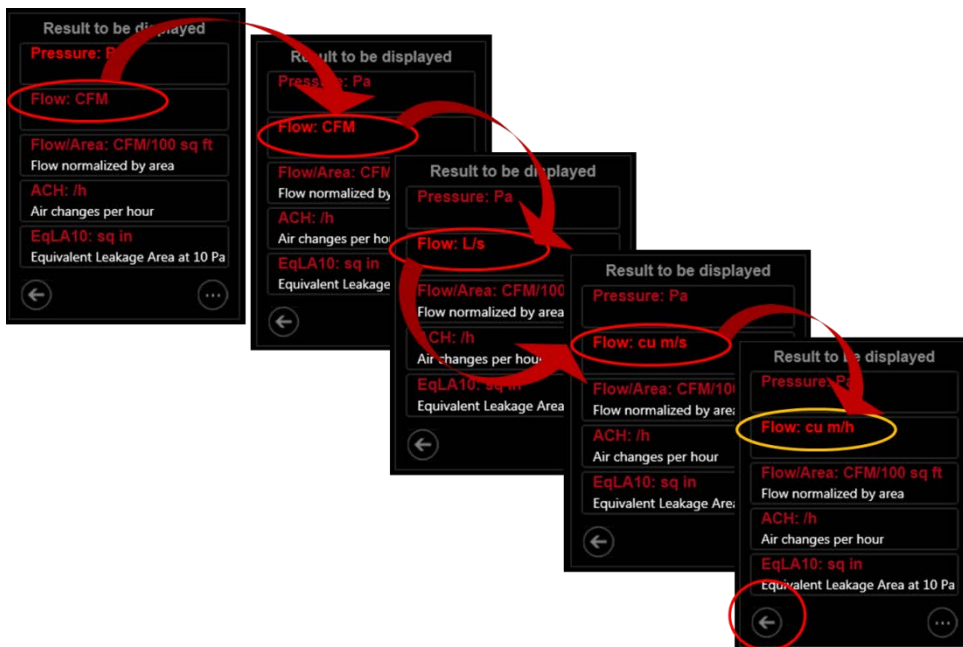 Result to be displayed
Pressure: Pa
Flow: CFM
Flow/Area: CFM/100 sq ft
Flow normalized by area
ACH: /h
Air changes per hour
EqLA10: sq in
Equivalent Leakage Area at 10 Pa
Result to be displayed
Pressure: Pa
Flow: CFM
Flow/Area: CFM
Flow normalized by
ACH: /h
Air changes per hou
EqLA10: sq in
Equivalent Leakage
Result to be displayed
Pressure: Pa
Flow: L/s
Flow/Area: CFM/100
Flow normalized by area
ACH: /h
Air changes per hour
EqLA10: sq in
Equivalent Leakage Area
Result to be displayed
Pressure: Pa
Flow: cu m/s
Flow/Area: CFM/100
Flow normalized by area
ACH: /h
Air changes per hour
EqLA10: sq in
Equivalent Leakage Area
Result to be displayed
Pressure: Pa
Flow: cu m/h
Flow/Area: CFM/100 sq ft
Flow normalized by area
ACH: /h
Air changes per hour
EqLA10: sq in
Equivalent Leakage Area at 10 Pa